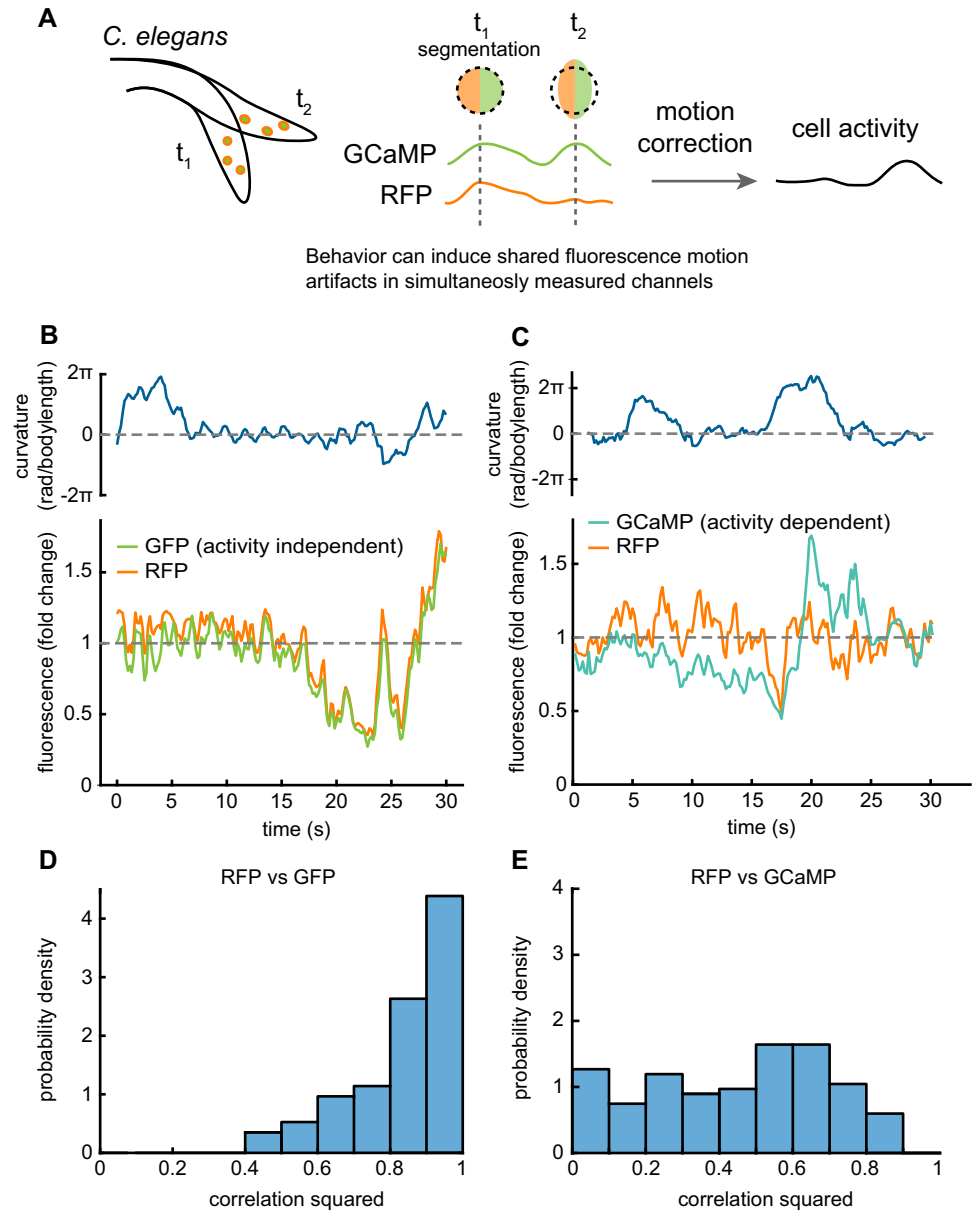 A
C. elegans
t1
t2
t1
segmentation
t2
GCaMP
RFP
motion
correction
cell activity
Behavior can induce shared fluorescence motion
artifacts in simultaneosly measured channels
B
curvature
(rad/bodylength)
2π
0
-2π
fluorescence (fold change)
GFP (activity independent)
RFP
1.5
1
0.5
0
0 5 10 15 20 25 30
time (s)
C
curvature
(rad/bodylength)
2π
0
-2π
fluorescence (fold change)
GCaMP (activity dependent)
RFP
1.5
1
0.5
0
0 5 10 15 20 25 30
time (s)
D
RFP vs GFP
probability density
4
3
2
1
0
0 0.2 0.4 0.6 0.8 1
correlation squared
E
RFP vs GCaMP
probability density
4
3
2
1
0
0 0.2 0.4 0.6 0.8 1
correlation squared